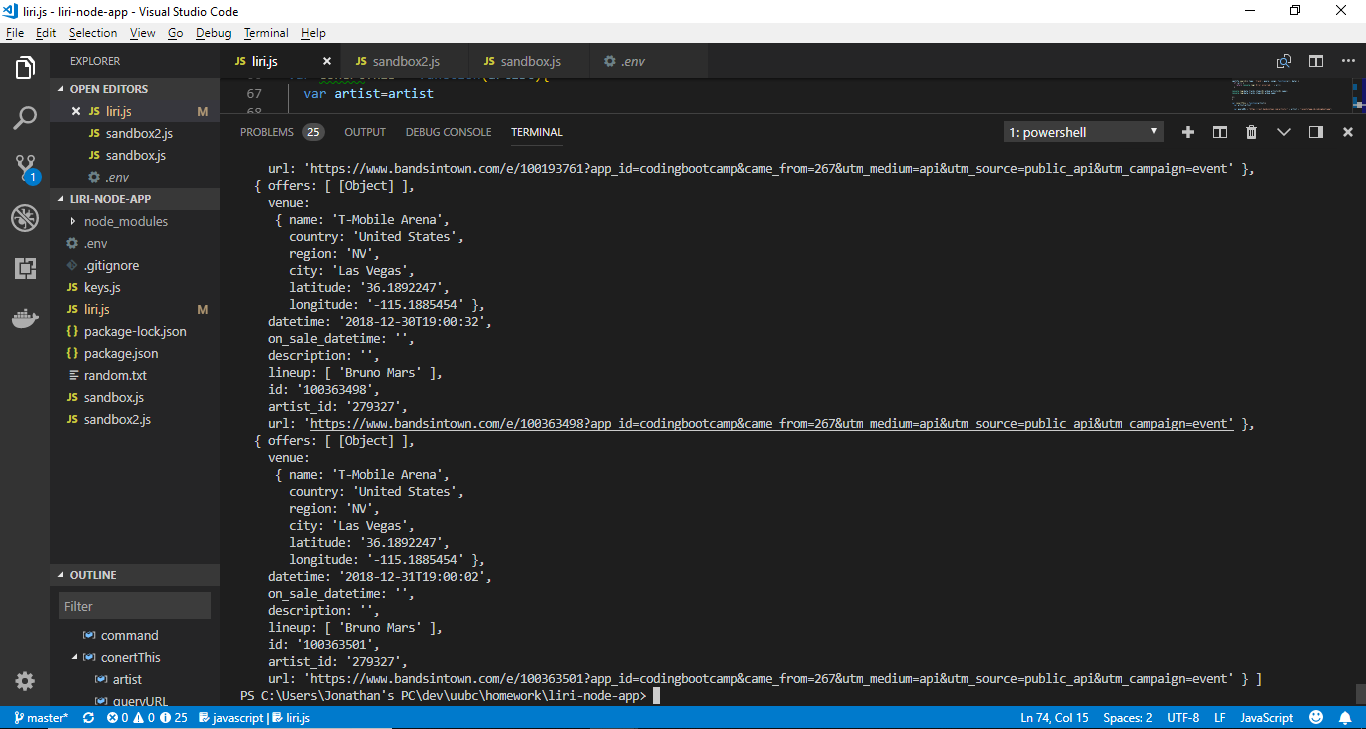 liri.js - liri-node-app - Visual Studio Code
File Edit Selection View Go Debug Terminal Help
EXPLORER
OPEN EDITORS
JS liri.js M
JS sandbox2.js
JS sandbox.js
.env
LIRI-NODE-APP
node_modules
.env
.gitignore
JS keys.js
JS liri.js M
{} package-lock.json
{} package.json
random.txt
JS sandbox.js
JS sandbox2.js
OUTLINE
Filter
command
conertThis
artist
queryURL
1
JS liri.js JS sandbox2.js JS sandbox.js .env
67 var artist=artist
68
PROBLEMS 25 OUTPUT DEBUG CONSOLE TERMINAL 1: powershell
url: 'https://www.bandsintown.com/e/100193761?app_id=codingbootcamp&came_from=267&utm_medium=api&utm_source=public_api&utm_campaign=event' },
{ offers: [ [Object] ],
venue:
{ name: 'T-Mobile Arena',
country: 'United States',
region: 'NV',
city: 'Las Vegas',
latitude: '36.1892247',
longitude: '-115.1885454' },
datetime: '2018-12-30T19:00:32',
on_sale_datetime: '',
description: '',
lineup: [ 'Bruno Mars' ],
id: '100363498',
artist_id: '279327',
url: 'https://www.bandsintown.com/e/100363498?app_id=codingbootcamp&came_from=267&utm_medium=api&utm_source=public_api&utm_campaign=event' },
{ offers: [ [Object] ],
venue:
{ name: 'T-Mobile Arena',
country: 'United States',
region: 'NV',
city: 'Las Vegas',
latitude: '36.1892247',
longitude: '-115.1885454' },
datetime: '2018-12-31T19:00:02',
on_sale_datetime: '',
description: '',
lineup: [ 'Bruno Mars' ],
id: '100363501',
artist_id: '279327',
url: 'https://www.bandsintown.com/e/100363501?app_id=codingbootcamp&came_from=267&utm_medium=api&utm_source=public_api&utm_campaign=event' } ]
PS C:\Users\Jonathan's PC\dev\uubc\homework\liri-node-app>
master* 0 0 25 javascript | liri.js Ln 74, Col 15 Spaces: 2 UTF-8 LF JavaScript